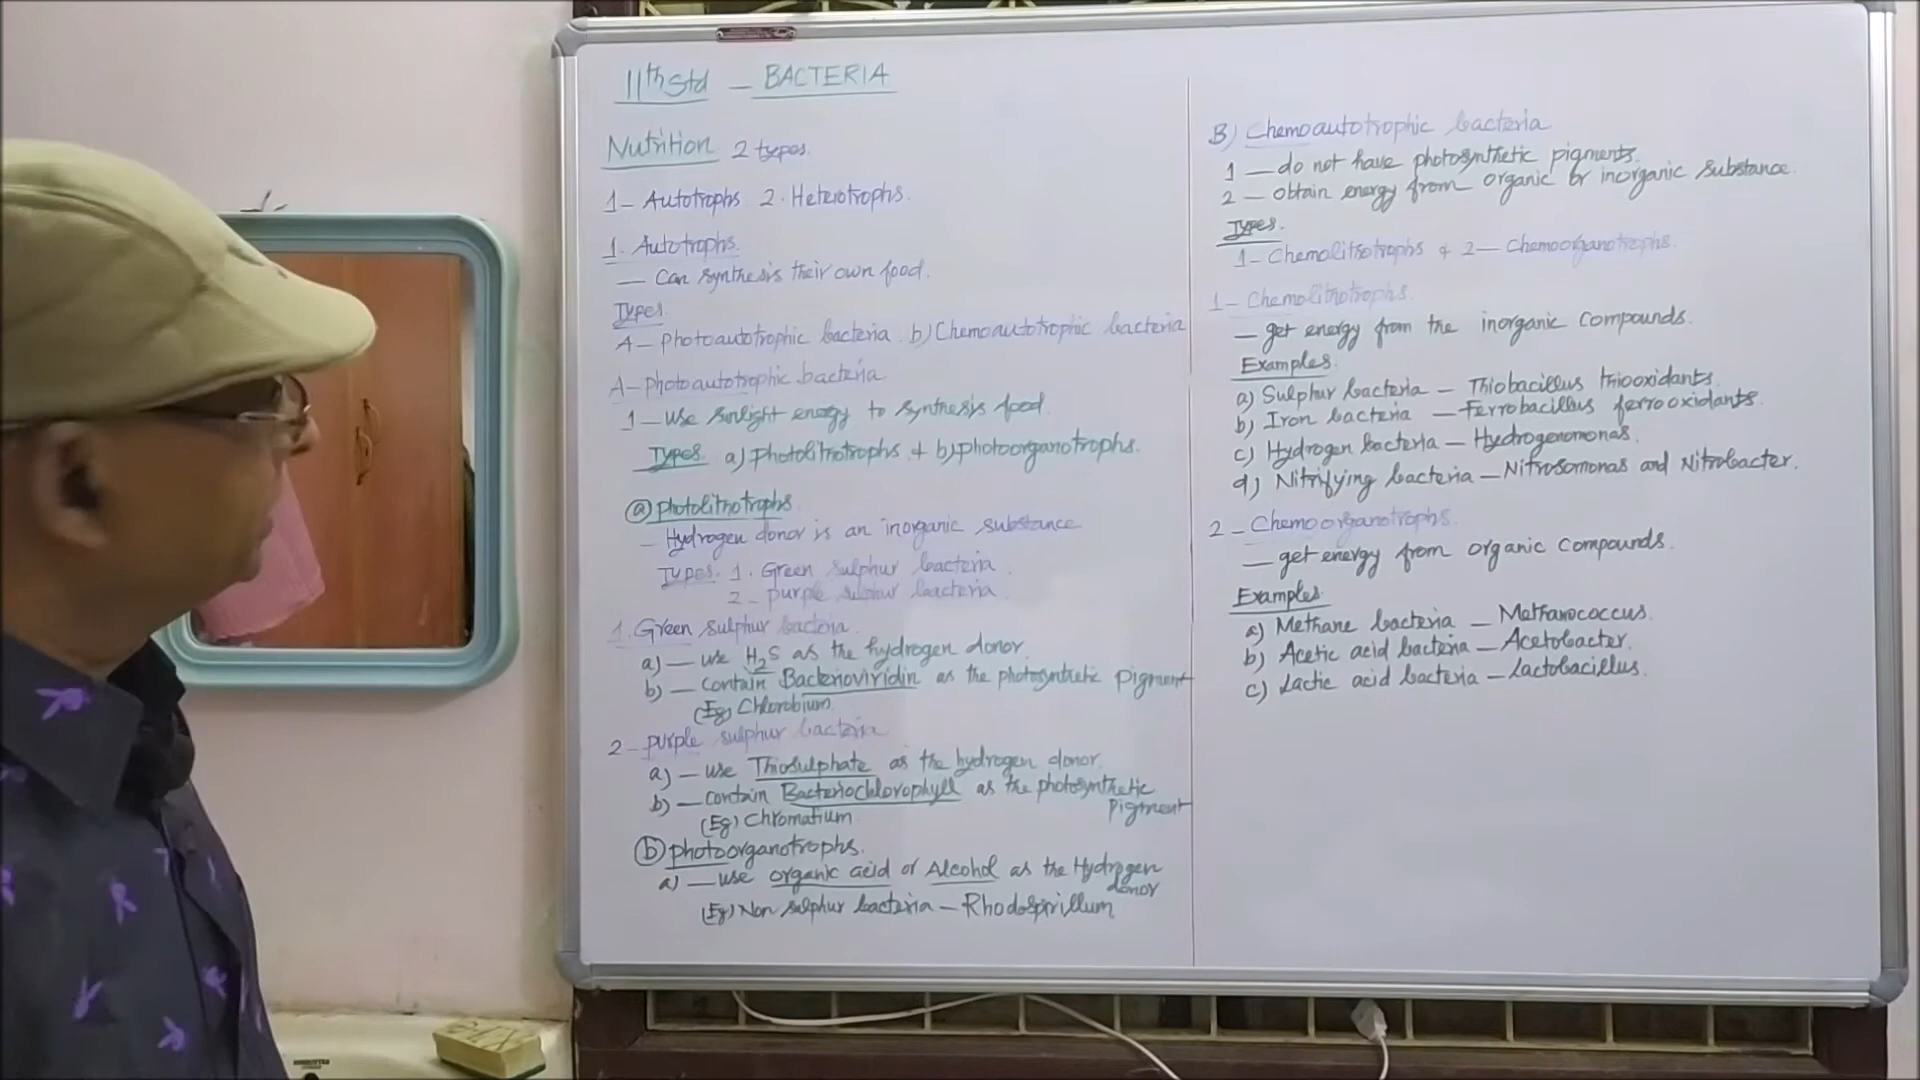 11th Std — BACTERIA
Nutrition 2 types.
1- Autotrophs 2. Heterotrophs.
1. Autotrophs.
— Can synthesis their own food.
Types.
A- Photoautotrophic bacteria b) Chemoautotrophic bacteria
A- photoautotrophic bacteria
1 — Use sunlight energy to synthesis food.
Types. a) photolithotrophs + b) photoorganotrophs.
(a) photolithotrophs
— Hydrogen donor is an inorganic substance
Types. 1. Green sulphur bacteria.
2- purple sulphur bacteria.
1. Green sulphur bacteria.
a) — use H2S as the hydrogen donor.
b) — contain Bacterioviridin as the photosynthetic pigment
(Eg) Chlorobium.
2- purple sulphur bacteria
a) — use Thiosulphate as the hydrogen donor.
b) — contain Bacteriochlorophyll as the photosynthetic
pigment
(Eg) Chromatium
(b) photoorganotrophs.
a) — use organic acid or Alcohol as the Hydrogen
donor
(Eg) Non sulphur bacteria — Rhodospirillum
B) Chemoautotrophic bacteria
1 — do not have photosynthetic pigments.
2 — obtain energy from organic or inorganic substance.
Types.
1- Chemolithotrophs & 2 — Chemoorganotrophs.
1- Chemolithotrophs.
— get energy from the inorganic compounds.
Examples.
a) Sulphur bacteria — Thiobacillus thiooxidants.
b) Iron bacteria — Ferrobacillus ferrooxidants.
c) Hydrogen bacteria — Hydrogenomonas.
d) Nitrifying bacteria — Nitrosomonas and Nitrobacter.
2- Chemoorganotrophs.
— get energy from organic compounds.
Examples.
a) Methane bacteria — Methanococcus.
b) Acetic acid bacteria — Acetobacter.
c) Lactic acid bacteria — Lactobacillus.